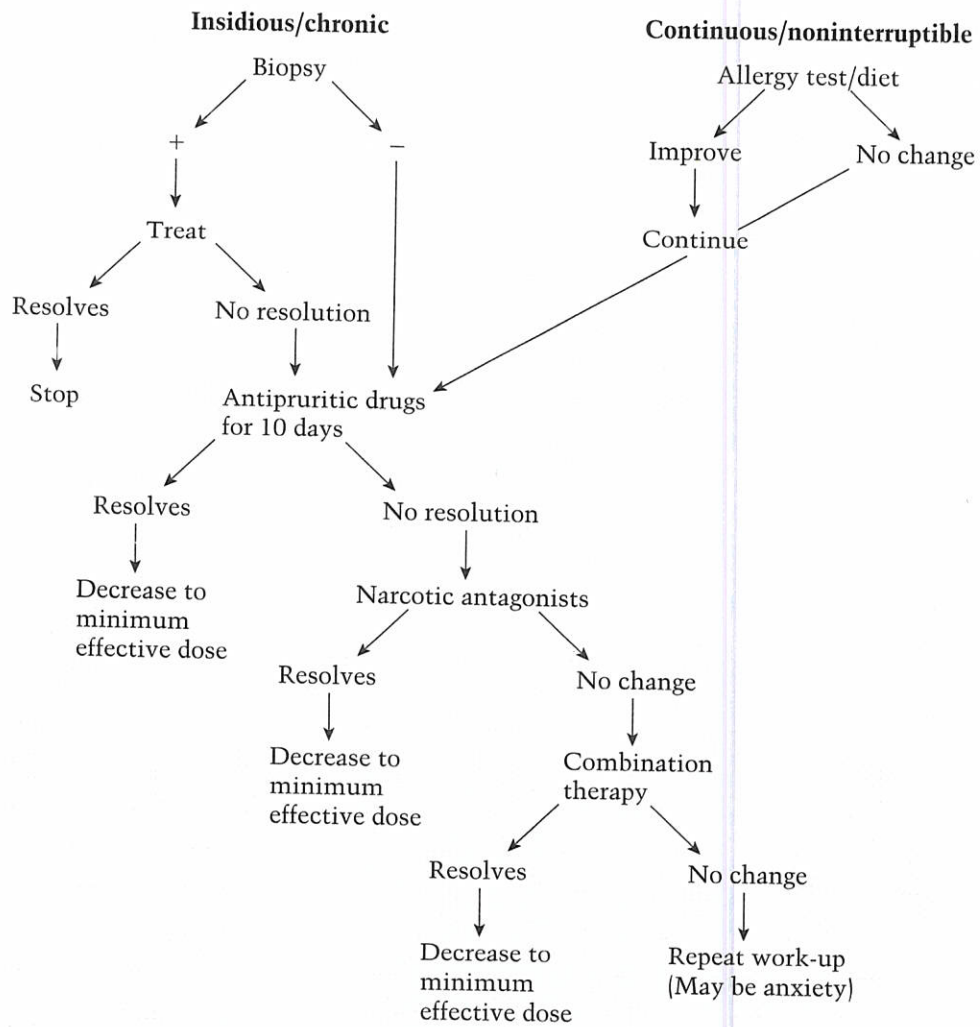 Insidious/chronic
Continuous/noninterruptible
Biopsy
Allergy test/diet
+
–
Improve
No change
Treat
Continue
Resolves
No resolution
Stop
Antipruritic drugs
for 10 days
Resolves
No resolution
Decrease to
minimum
effective dose
Narcotic antagonists
Resolves
No change
Decrease to
minimum
effective dose
Combination
therapy
Resolves
No change
Decrease to
minimum
effective dose
Repeat work-up
(May be anxiety)